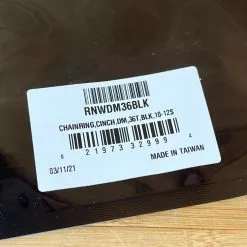 RNWDM36BLK
CHAINRING,CINCH,DM,36T,BLK,10-12S
8 21973 32999 4
03/11/21 MADE IN TAIWAN